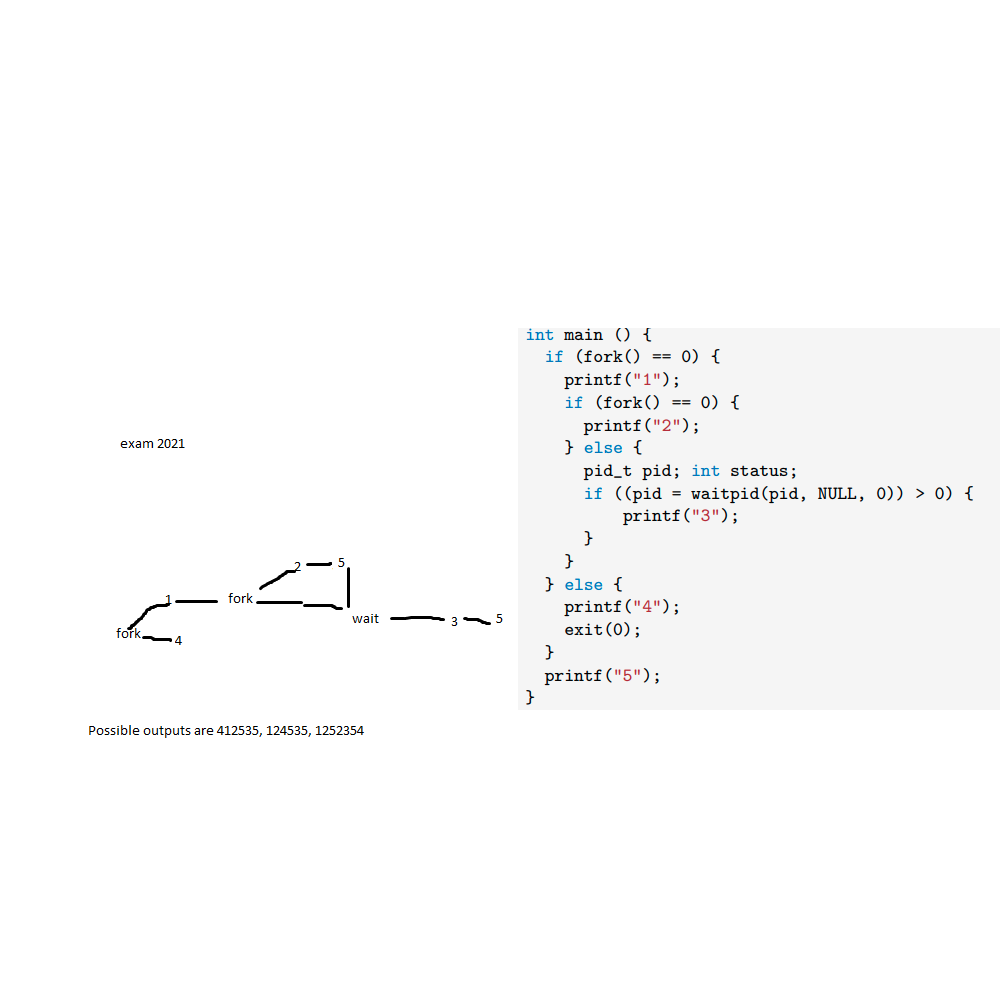 exam 2021
1
fork
4
fork
2
5
wait
3
5
Possible outputs are 412535, 124535, 1252354
int main () {
  if (fork() == 0) {
    printf("1");
    if (fork() == 0) {
      printf("2");
    } else {
      pid_t pid; int status;
      if ((pid = waitpid(pid, NULL, 0)) > 0) {
          printf("3");
      }
    }
  } else {
    printf("4");
    exit(0);
  }
  printf("5");
}